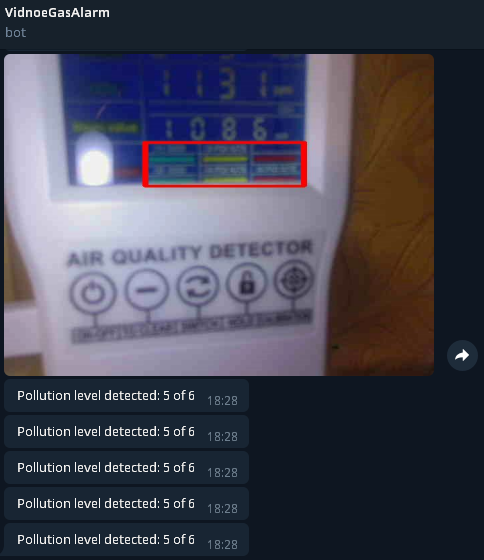 VidnoeGasAlarm
bot
1131
1086
AIR QUALITY DETECTOR
ON-OFF
Pollution level detected: 5 of 6 18:28
Pollution level detected: 5 of 6 18:28
Pollution level detected: 5 of 6 18:28
Pollution level detected: 5 of 6 18:28
Pollution level detected: 5 of 6 18:28